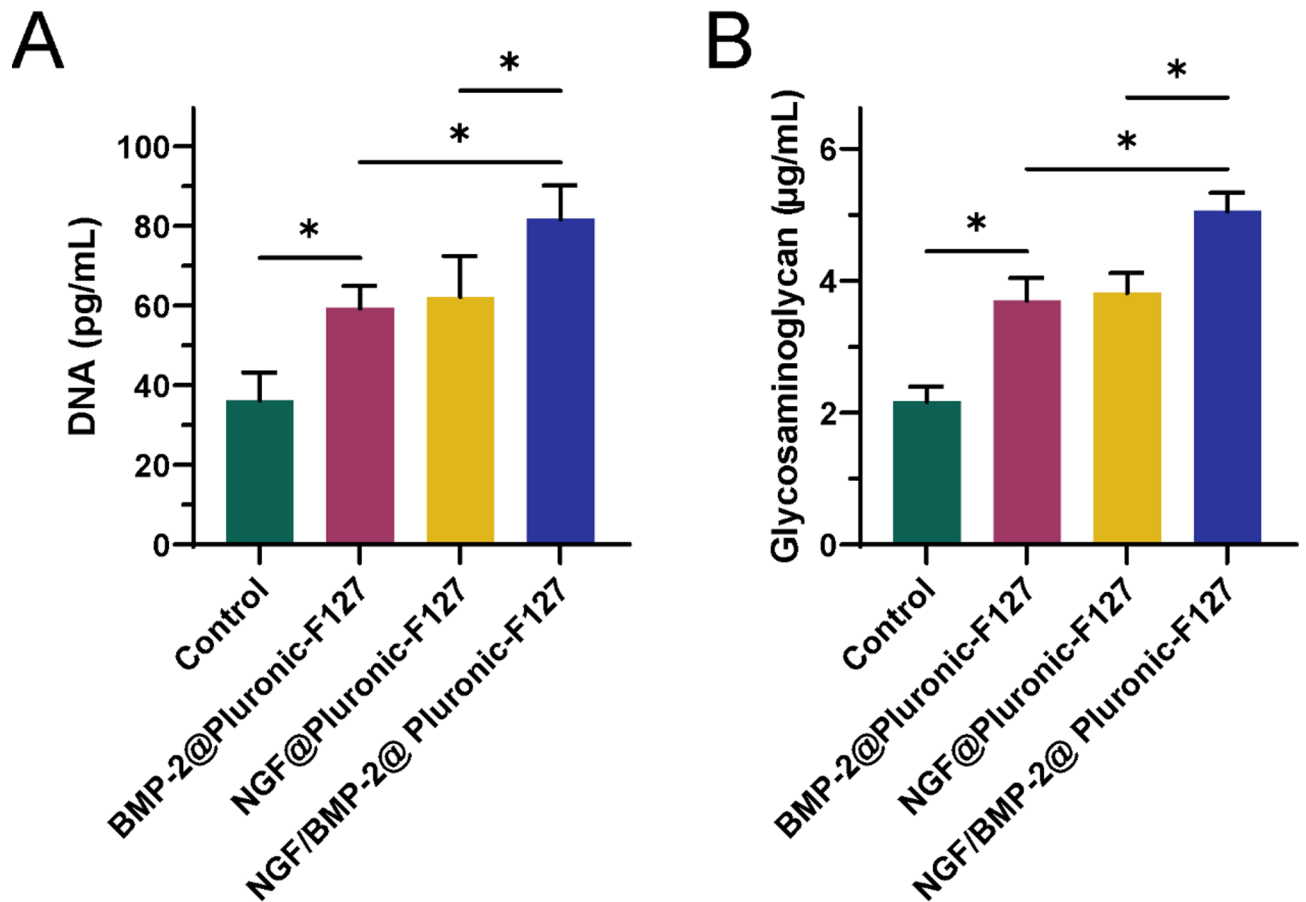 A
DNA (pg/mL)
100
80
60
40
20
0
*
*
*
Control
BMP-2@Pluronic-F127
NGF@Pluronic-F127
NGF/BMP-2@ Pluronic-F127
B
Glycosaminoglycan (µg/mL)
6
4
2
0
*
*
*
Control
BMP-2@Pluronic-F127
NGF@Pluronic-F127
NGF/BMP-2@ Pluronic-F127